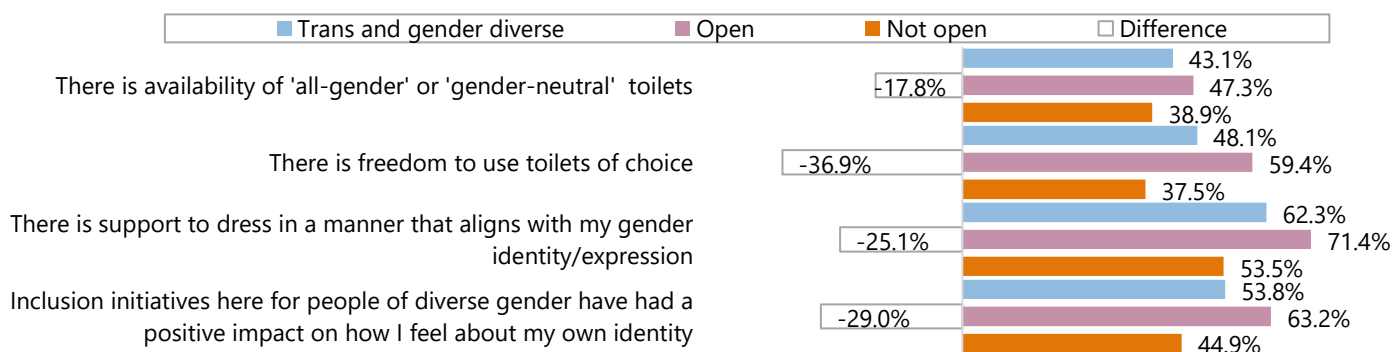 Trans and gender diverse Open Not open Difference
There is availability of 'all-gender' or 'gender-neutral' toilets
-17.8%
43.1%
47.3%
38.9%
There is freedom to use toilets of choice
-36.9%
48.1%
59.4%
37.5%
There is support to dress in a manner that aligns with my gender
identity/expression
-25.1%
62.3%
71.4%
53.5%
Inclusion initiatives here for people of diverse gender have had a
positive impact on how I feel about my own identity
-29.0%
53.8%
63.2%
44.9%